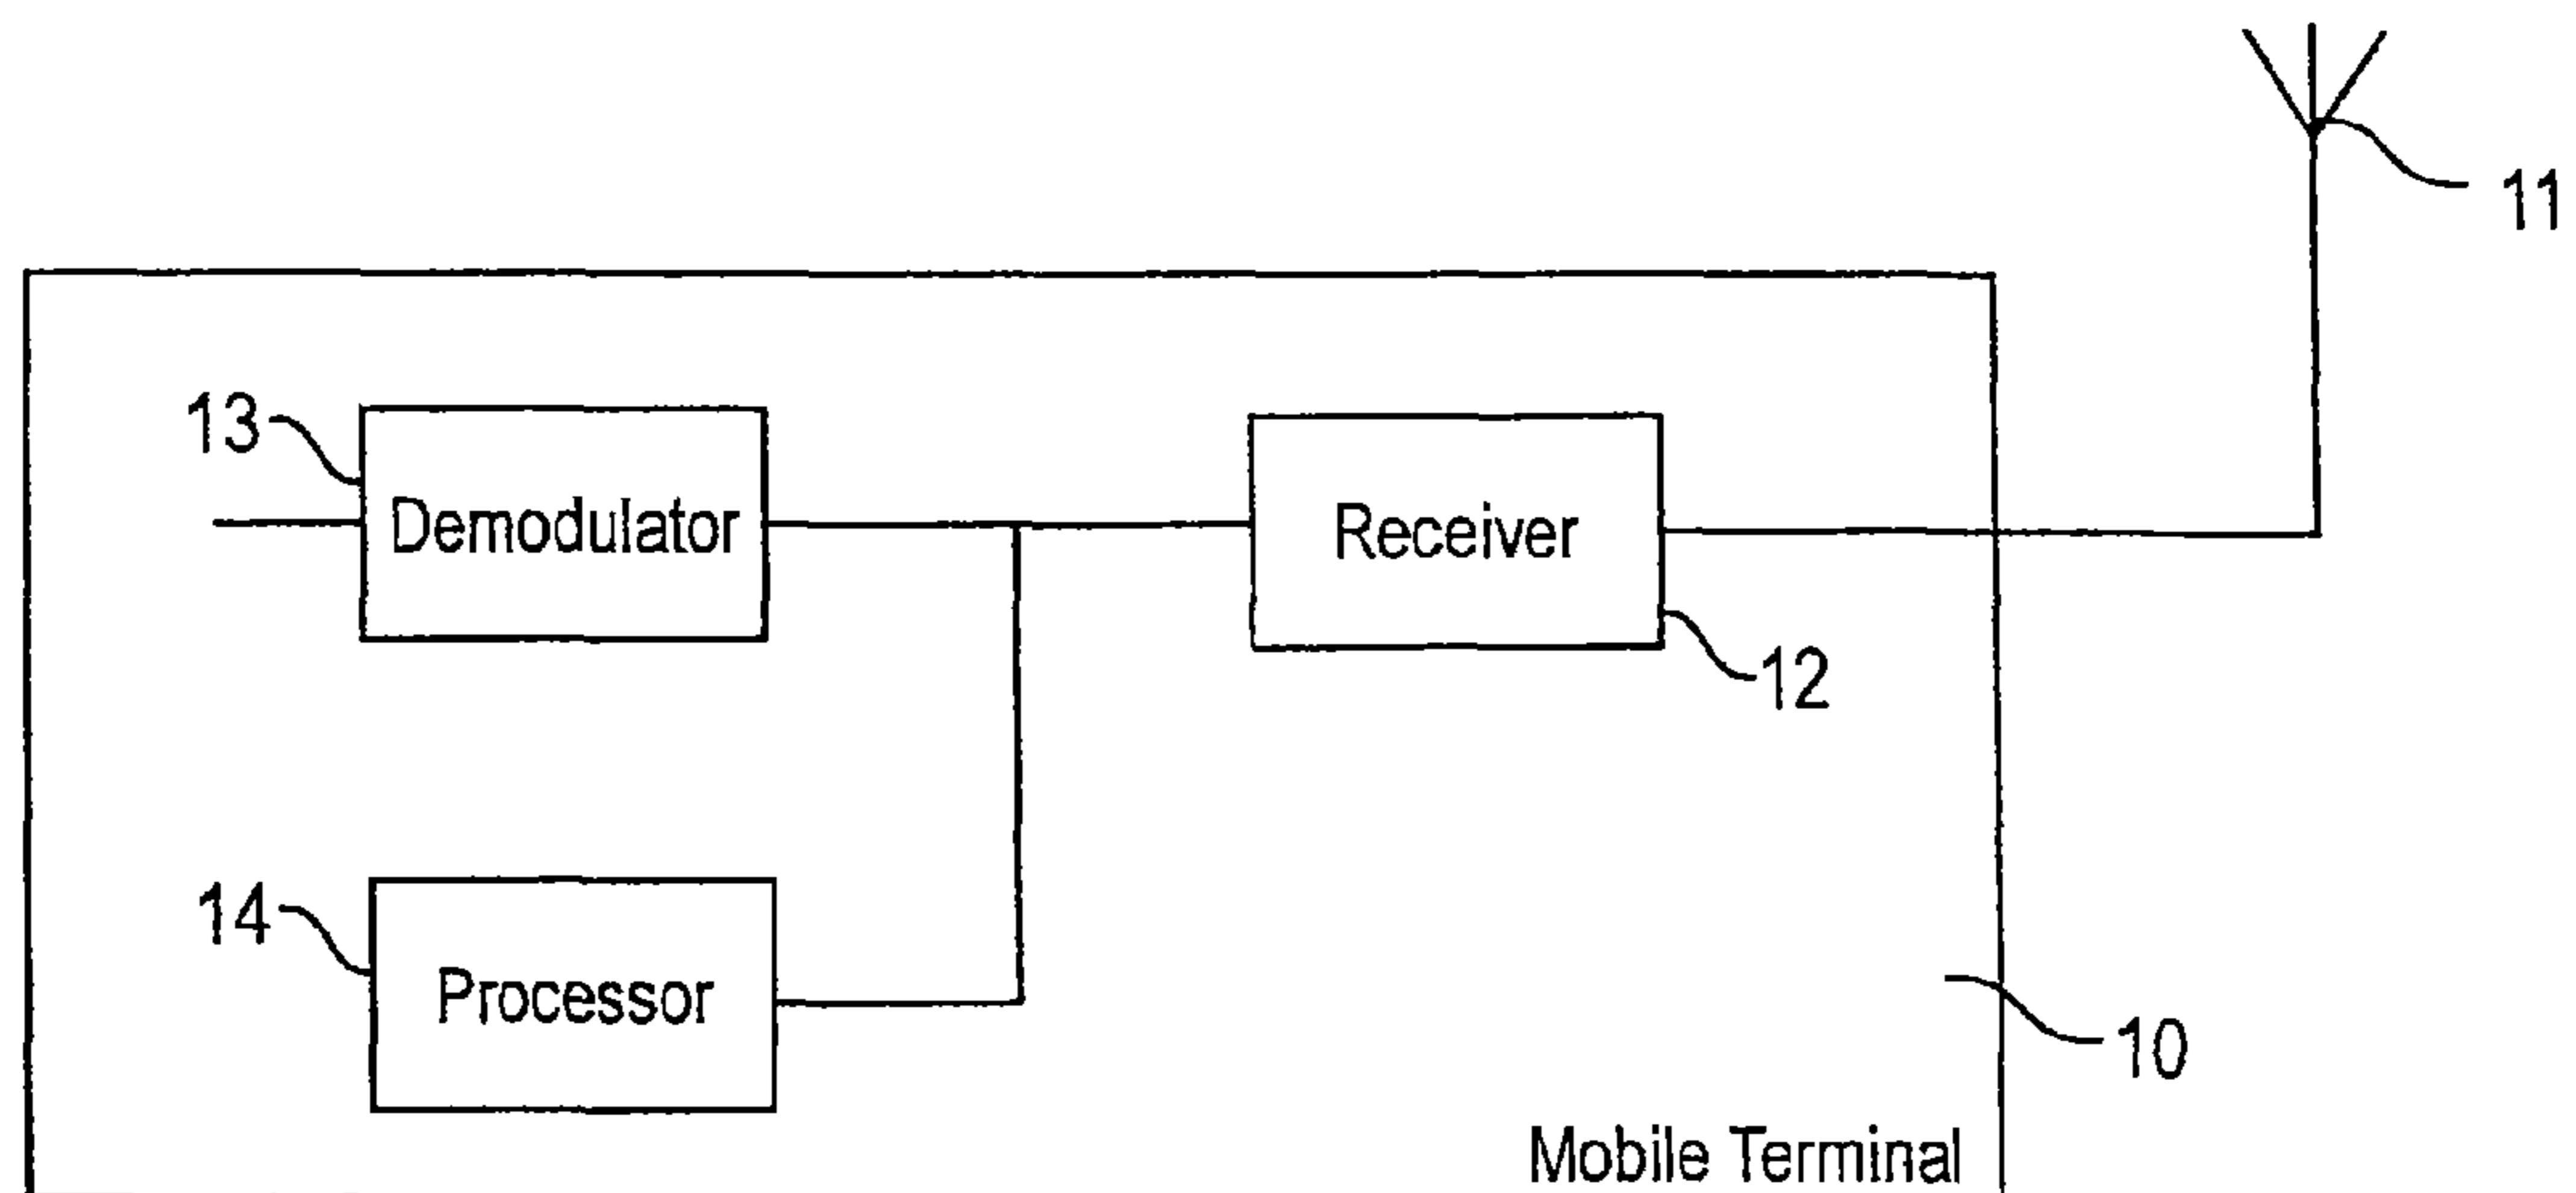 11
13
Demodulator
Receiver
12
14
Processor
10
Mobile Terminal